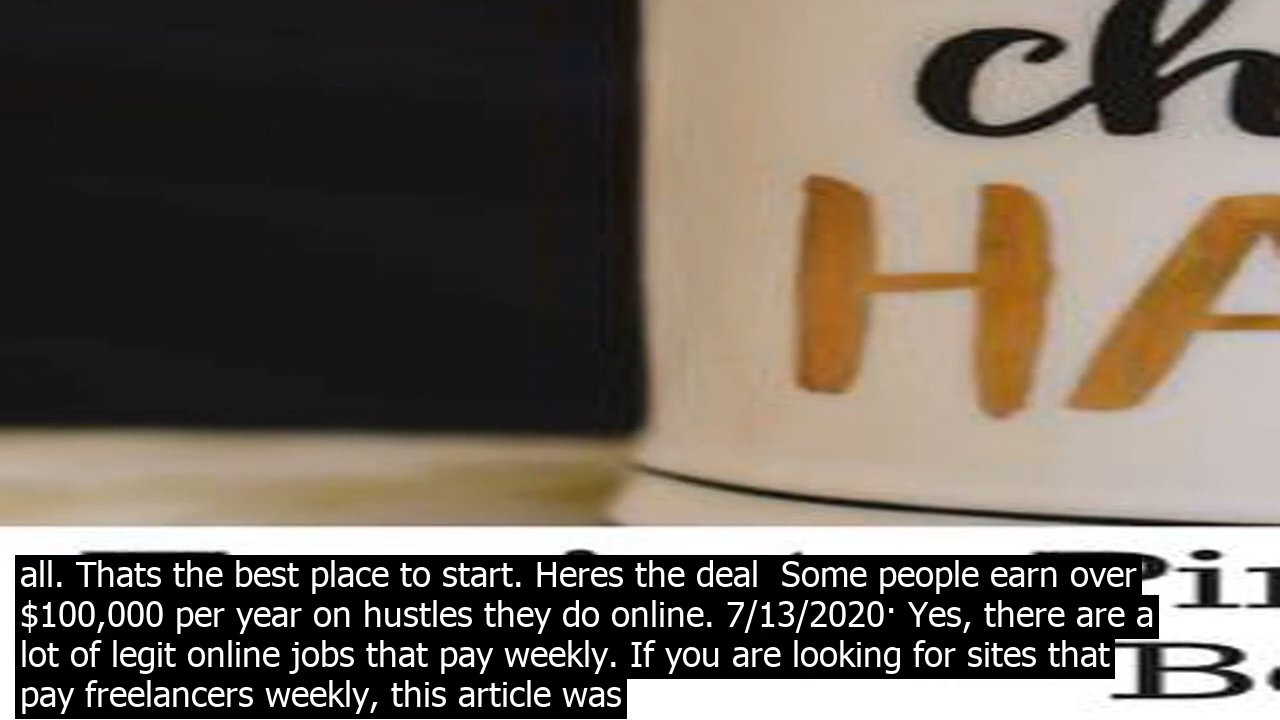 ch
HA
all. Thats the best place to start. Heres the deal  Some people earn over
$100,000 per year on hustles they do online. 7/13/2020· Yes, there are a
lot of legit online jobs that pay weekly. If you are looking for sites that
pay freelancers weekly, this article was